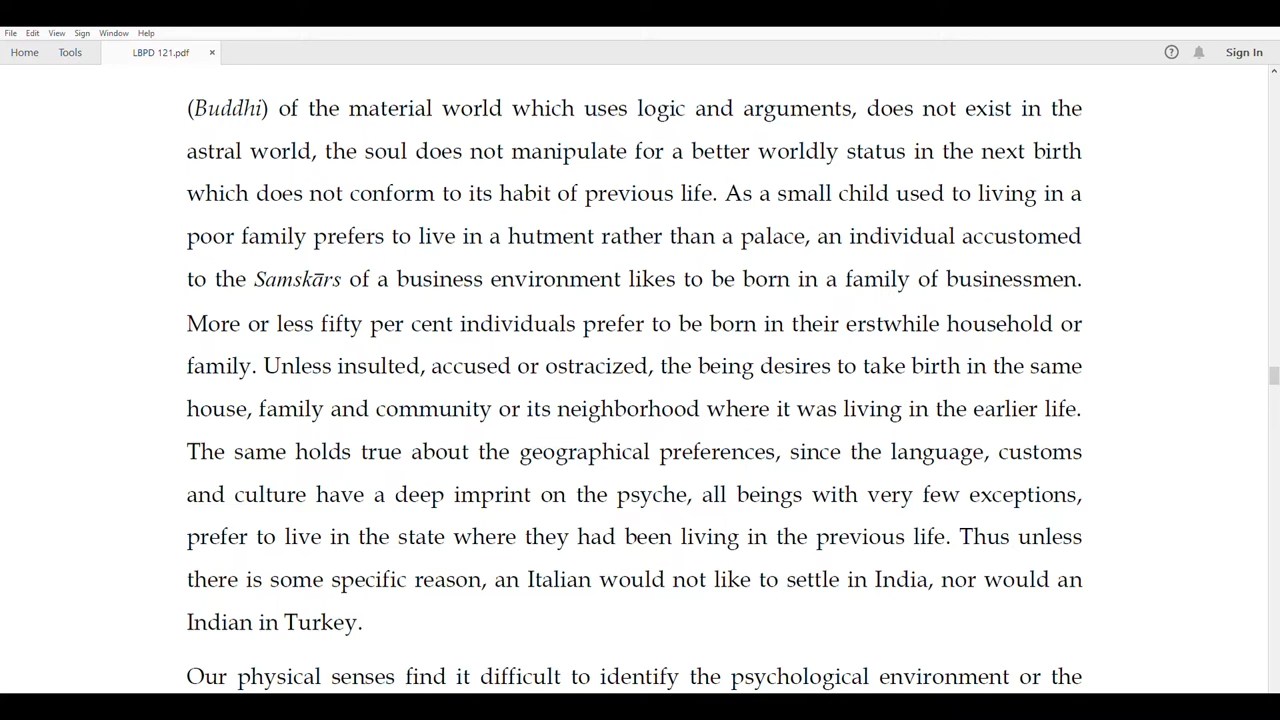 File Edit View Sign Window Help
Home Tools LBPD 121.pdf × ? Sign In
(Buddhi) of the material world which uses logic and arguments, does not exist in the
astral world, the soul does not manipulate for a better worldly status in the next birth
which does not conform to its habit of previous life. As a small child used to living in a
poor family prefers to live in a hutment rather than a palace, an individual accustomed
to the Samskārs of a business environment likes to be born in a family of businessmen.
More or less fifty per cent individuals prefer to be born in their erstwhile household or
family. Unless insulted, accused or ostracized, the being desires to take birth in the same
house, family and community or its neighborhood where it was living in the earlier life.
The same holds true about the geographical preferences, since the language, customs
and culture have a deep imprint on the psyche, all beings with very few exceptions,
prefer to live in the state where they had been living in the previous life. Thus unless
there is some specific reason, an Italian would not like to settle in India, nor would an
Indian in Turkey.
Our physical senses find it difficult to identify the psychological environment or the